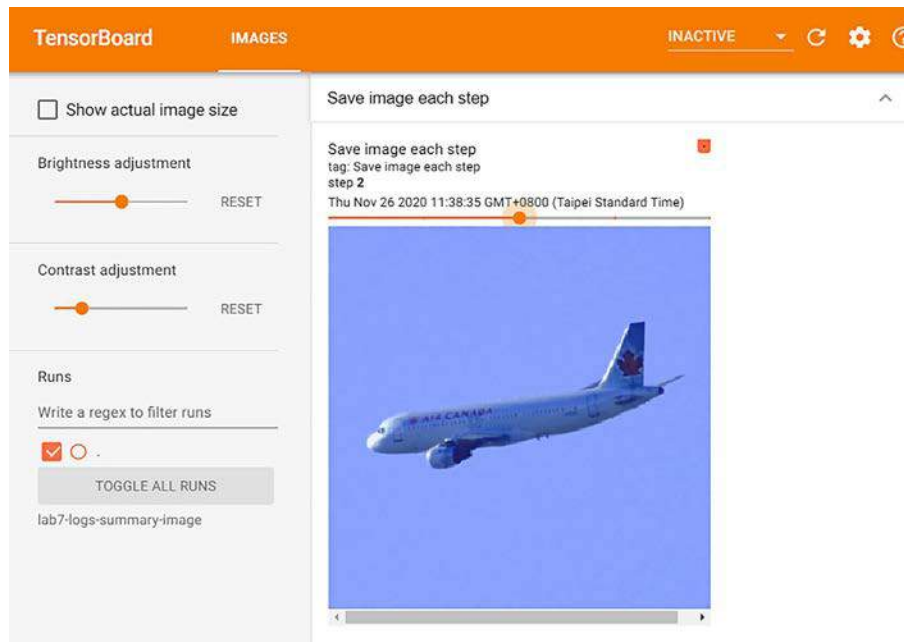 TensorBoard
IMAGES
INACTIVE
Show actual image size
Brightness adjustment
RESET
Contrast adjustment
RESET
Runs
Write a regex to filter runs
.
TOGGLE ALL RUNS
lab7-logs-summary-image
Save image each step
Save image each step
tag: Save image each step
step 2
Thu Nov 26 2020 11:38:35 GMT+0800 (Taipei Standard Time)
AIR CANADA